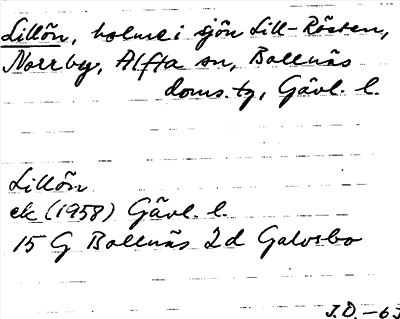 Lillön, holme i sjön Lill-Rösten,
Norrby, Alfta sn, Bollnäs
doms. tg, Gävl. l.
Lillön
ek (1958) Gävl. l.
15 G Bollnäs 2d Galvsbo
J.O. -63